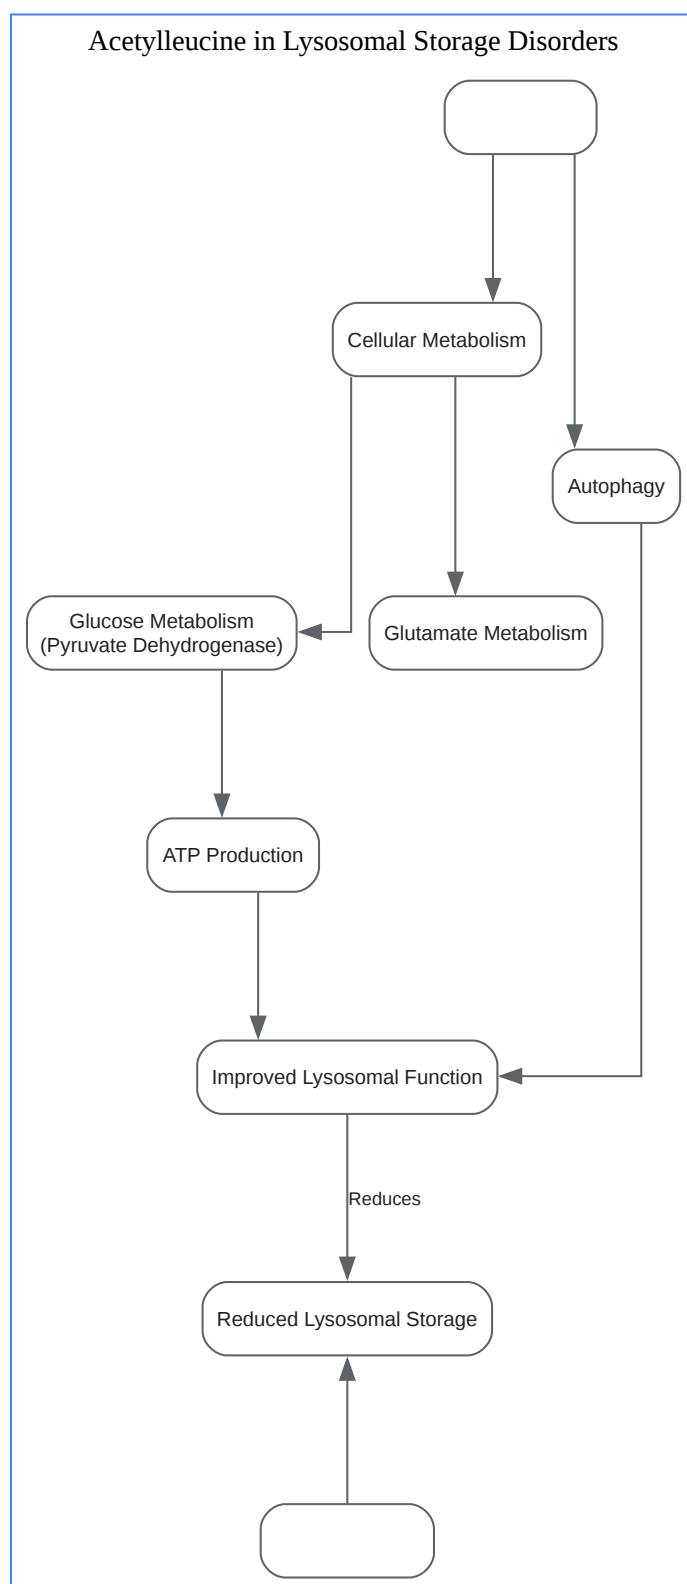 Acetylleucine in Lysosomal Storage Disorders
Cellular Metabolism
Autophagy
Glucose Metabolism
(Pyruvate Dehydrogenase)
Glutamate Metabolism
ATP Production
Improved Lysosomal Function
Reduces
Reduced Lysosomal Storage